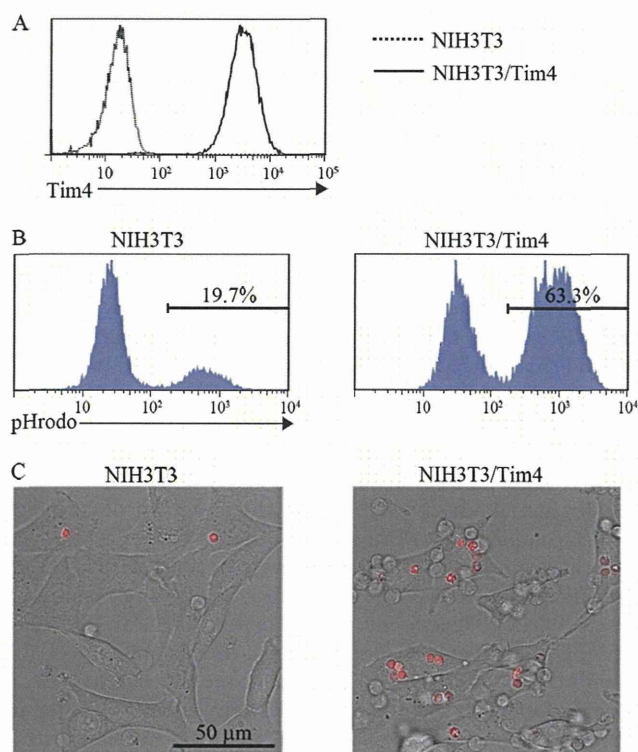 A
NIH3T3
NIH3T3/Tim4
10 10² 10³ 10⁴ 10⁵
Tim4
B
NIH3T3
NIH3T3/Tim4
19.7%
63.3%
10 10² 10³ 10⁴
10 10² 10³ 10⁴
pHrodo
C
NIH3T3
NIH3T3/Tim4
50 μm